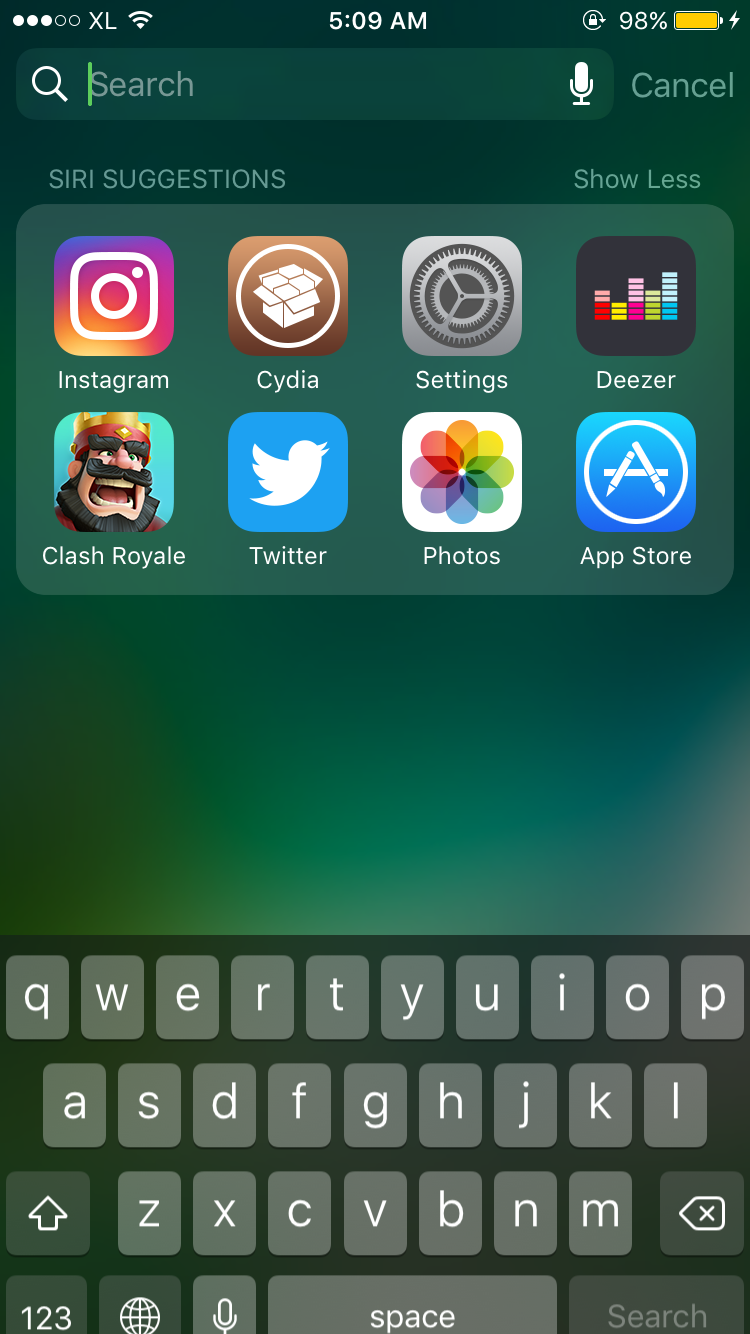 XL 5:09 AM 98%
Search Cancel
SIRI SUGGESTIONS Show Less
Instagram Cydia Settings Deezer
Clash Royale Twitter Photos App Store
q w e r t y u i o p
a s d f g h j k l
z x c v b n m
123 space Search